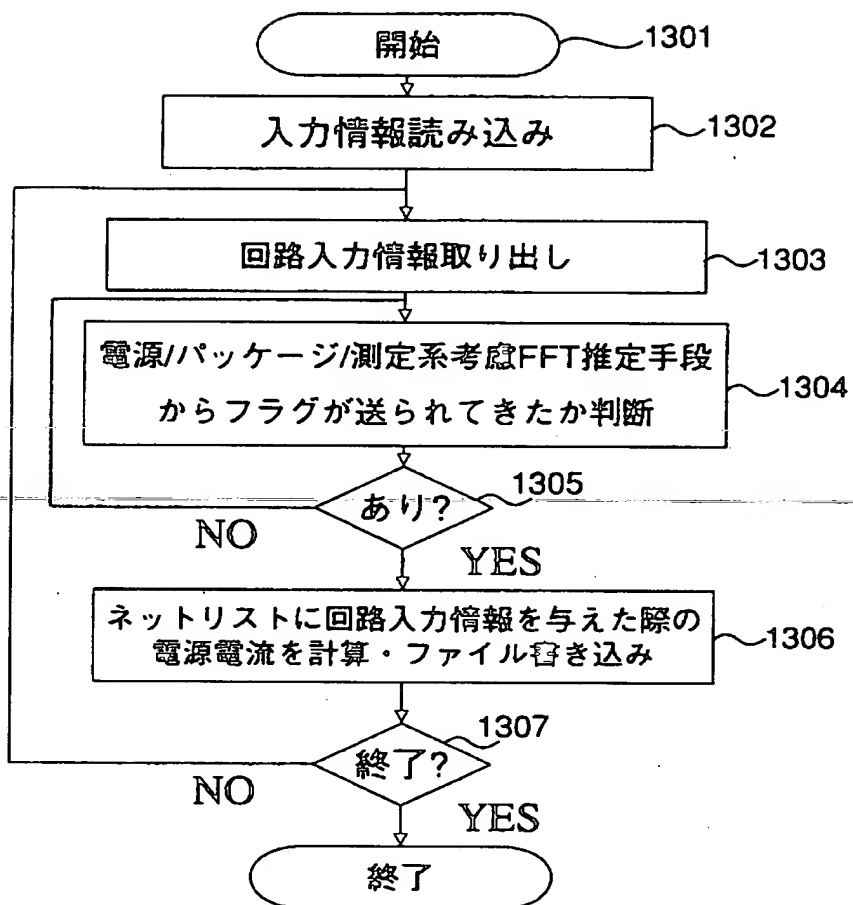 開始
1301
入力情報読み込み
1302
回路入力情報取り出し
1303
電源/パッケージ/測定系考慮FFT推定手段
からフラグが送られてきたか判断
1304
あり?
1305
NO
YES
ネットリストに回路入力情報を与えた際の
電源電流を計算・ファイル書き込み
1306
終了?
1307
NO
YES
終了